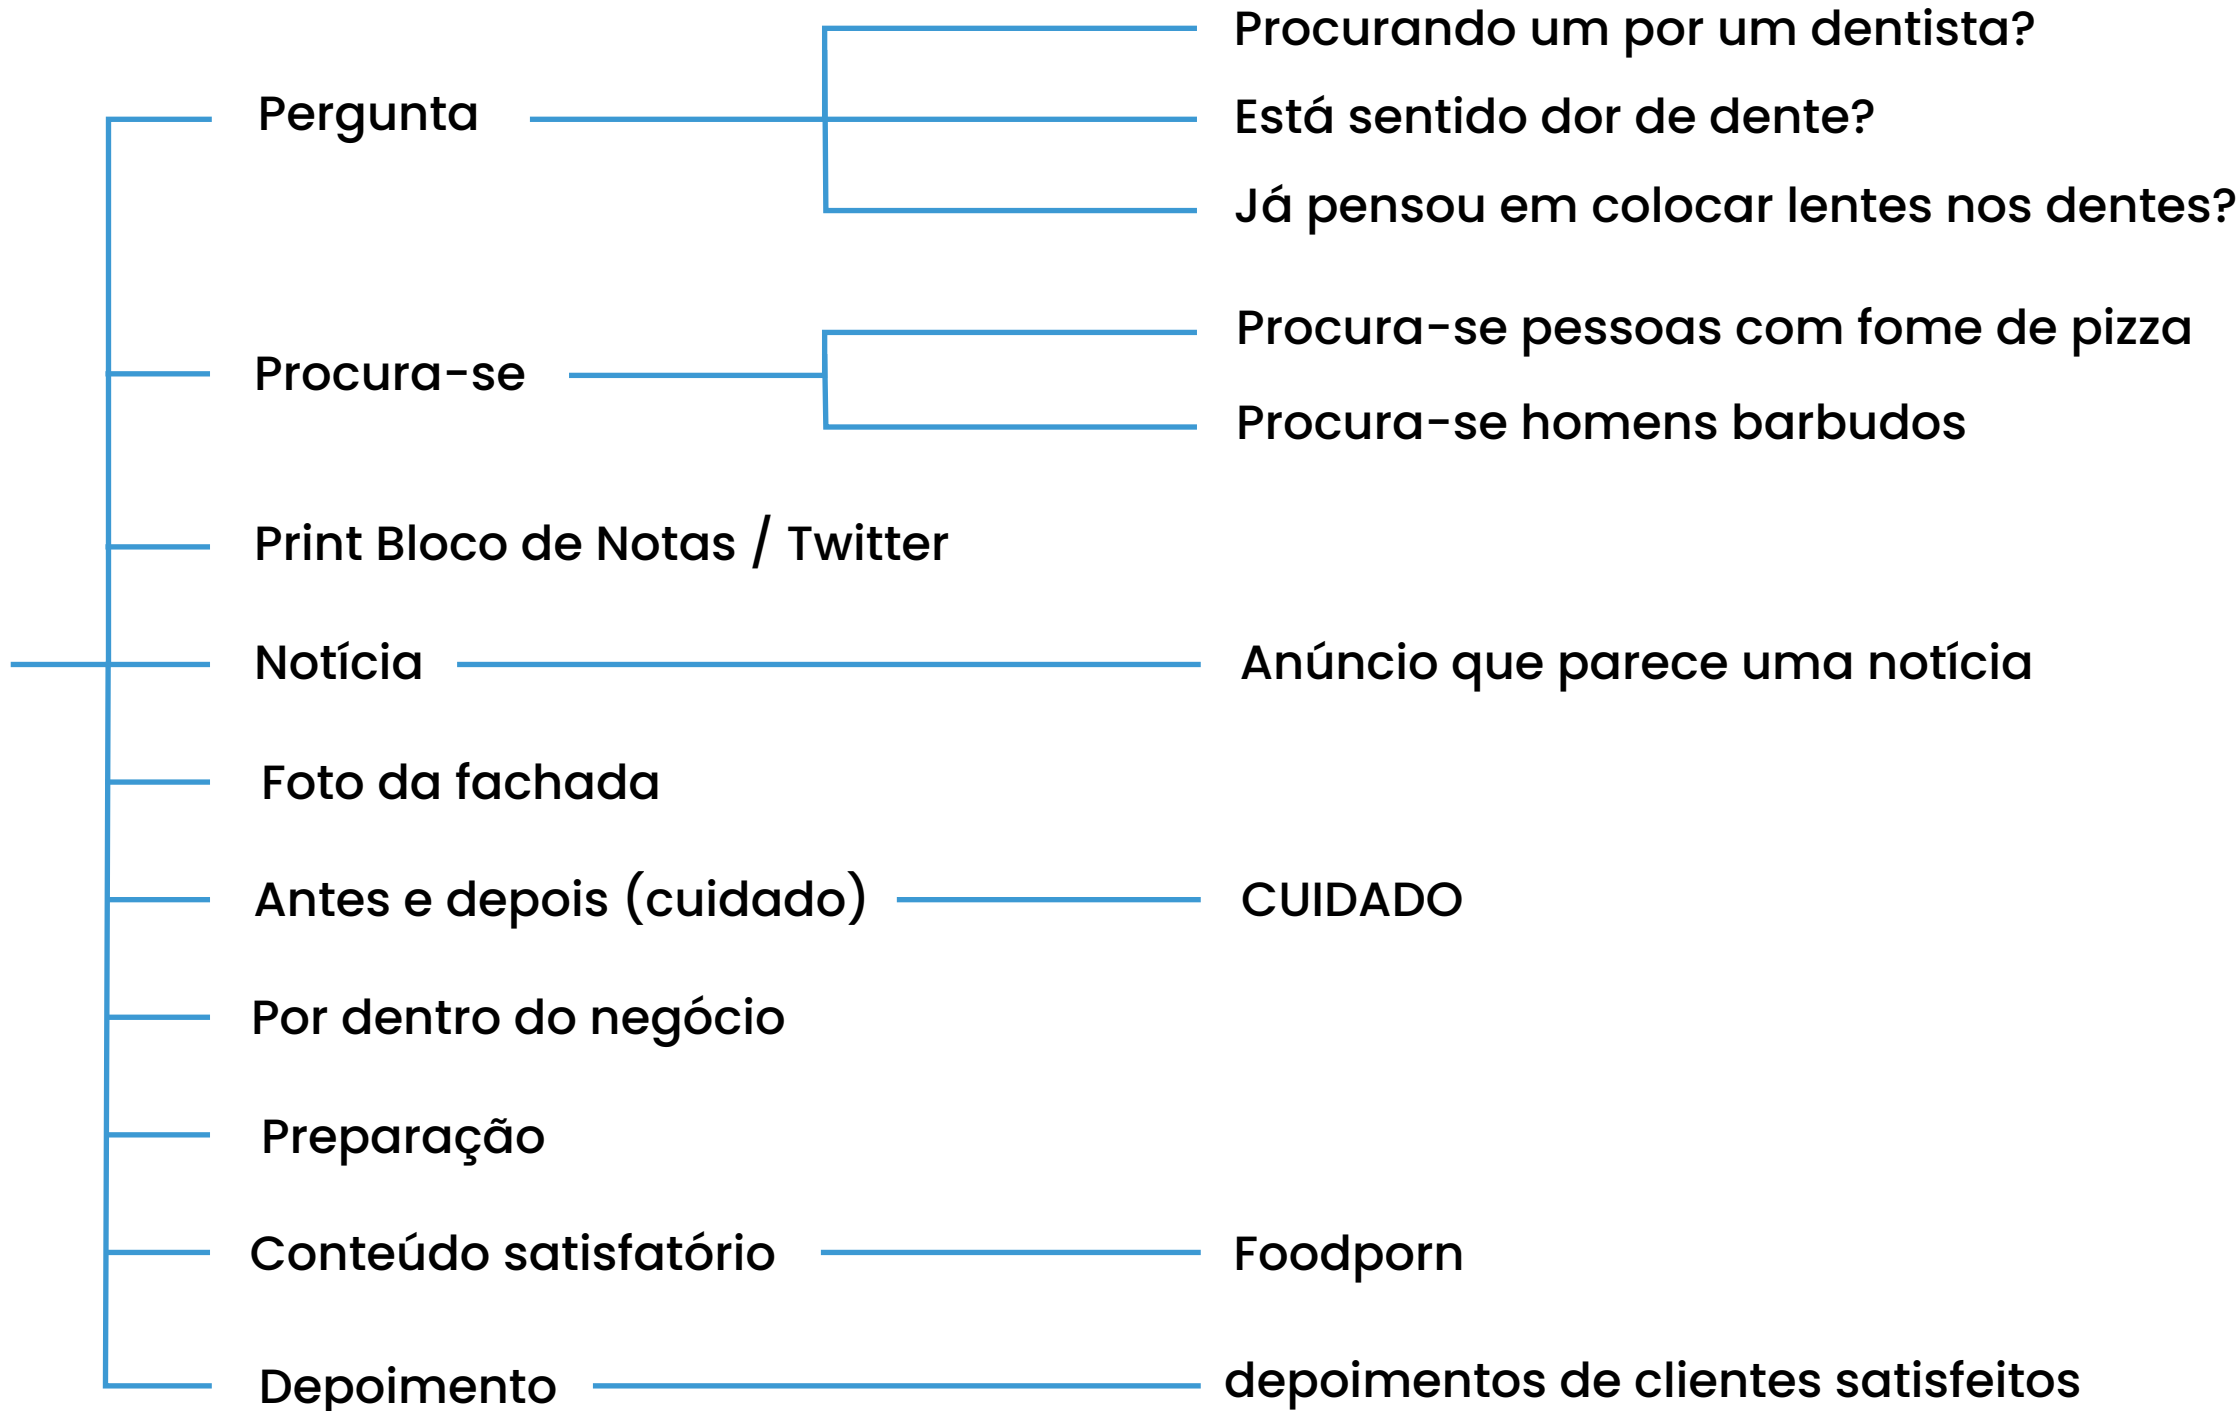 Pergunta
Procurando um por um dentista?
Está sentido dor de dente?
Já pensou em colocar lentes nos dentes?
Procura-se
Procura-se pessoas com fome de pizza
Procura-se homens barbudos
Print Bloco de Notas / Twitter
Notícia
Anúncio que parece uma notícia
Foto da fachada
Antes e depois (cuidado)
CUIDADO
Por dentro do negócio
Preparação
Conteúdo satisfatório
Foodporn
Depoimento
depoimentos de clientes satisfeitos